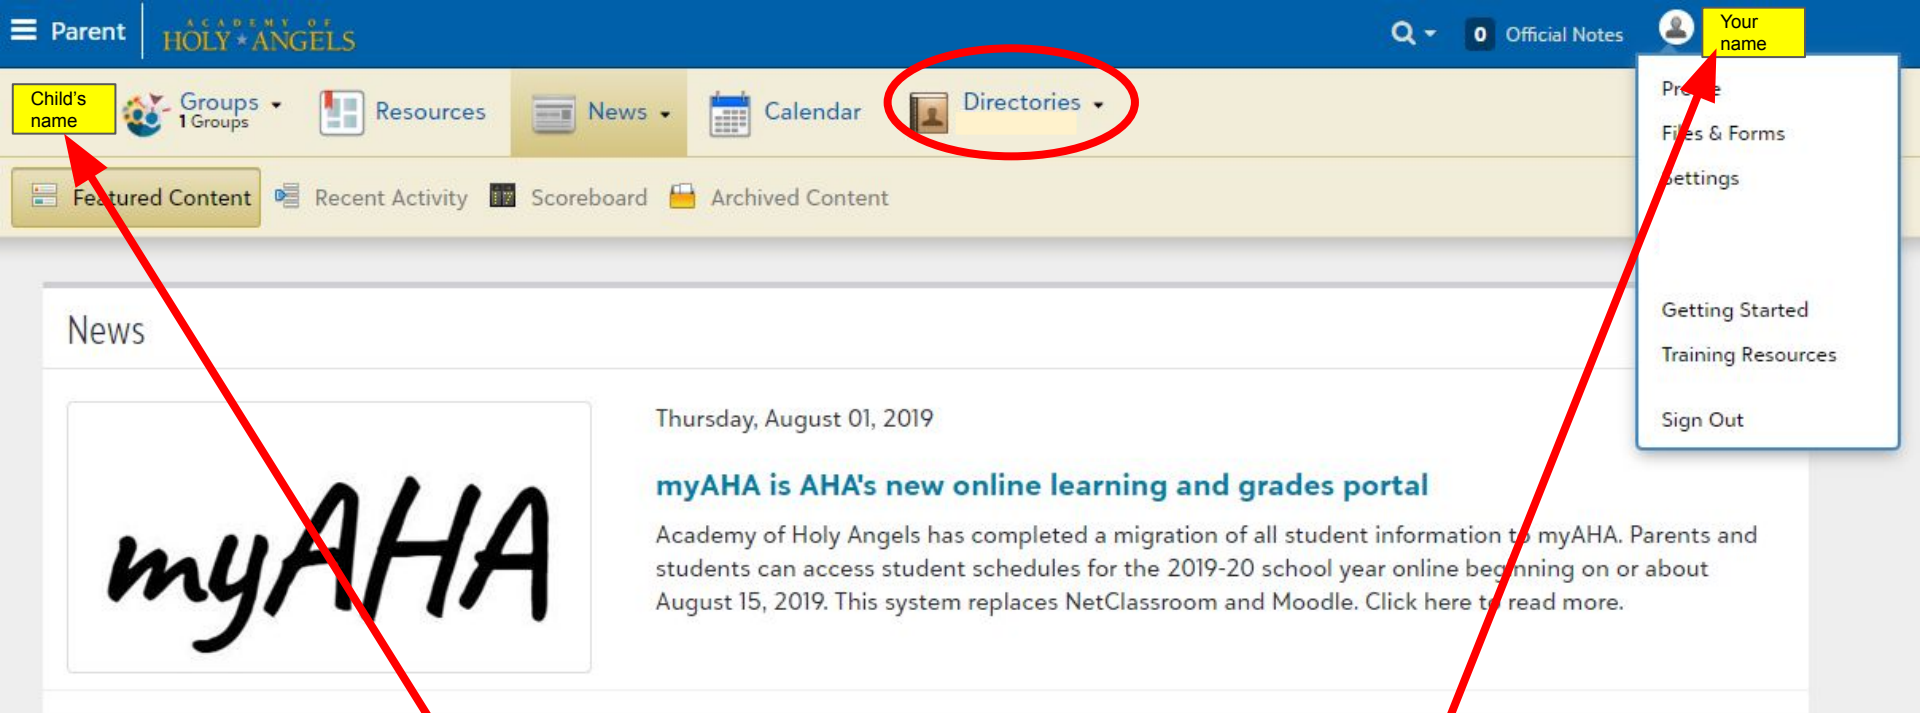 Parent
ACADEMY OF
HOLY ANGELS
0 Official Notes
Your
name
Child's
name
Groups
1 Groups
Resources
News
Calendar
Directories
Profile
Files & Forms
Settings
Getting Started
Training Resources
Sign Out
Featured Content
Recent Activity
Scoreboard
Archived Content
News
myAHA
Thursday, August 01, 2019
myAHA is AHA's new online learning and grades portal
Academy of Holy Angels has completed a migration of all student information to myAHA. Parents and
students can access student schedules for the 2019-20 school year online beginning on or about
August 15, 2019. This system replaces NetClassroom and Moodle. Click here to read more.